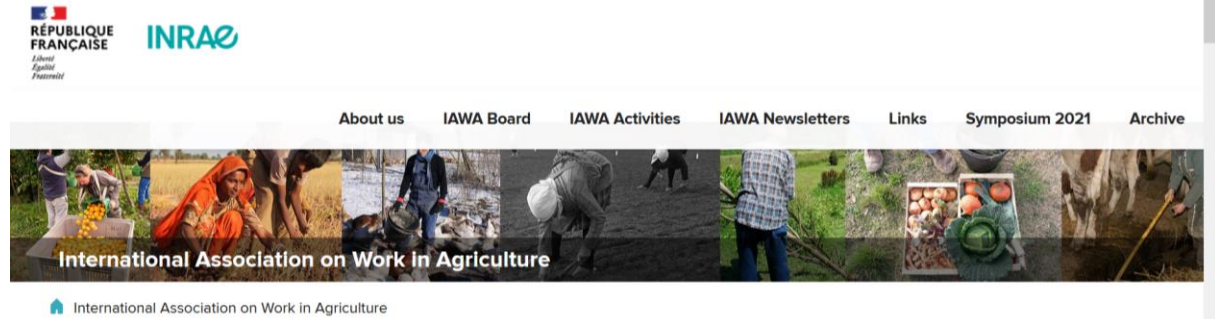 RÉPUBLIQUE
FRANÇAISE
Liberté
Égalité
Fraternité
INRAE
About us IAWA Board IAWA Activities IAWA Newsletters Links Symposium 2021 Archive
International Association on Work in Agriculture
International Association on Work in Agriculture